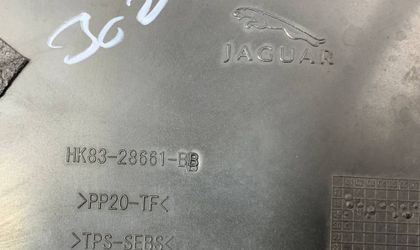 JAGUAR
HK83-28661-BB
>PP20-TF<
>TPS-SEBS<